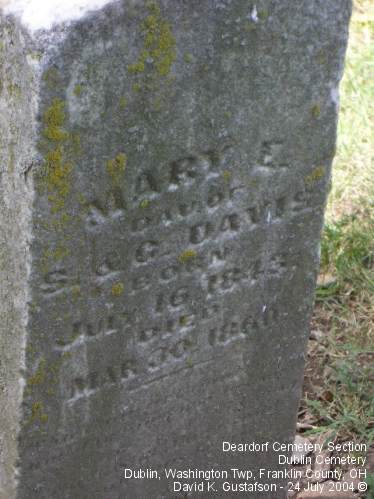 MARY E.
DAU. OF
S. & G. DAVIS
BORN
JULY 16, 1843.
DIED
MAR. 30, 1860.
Deardorf Cemetery Section
Dublin Cemetery
Dublin, Washington Twp, Franklin County, OH
David K. Gustafson - 24 July 2004 ©